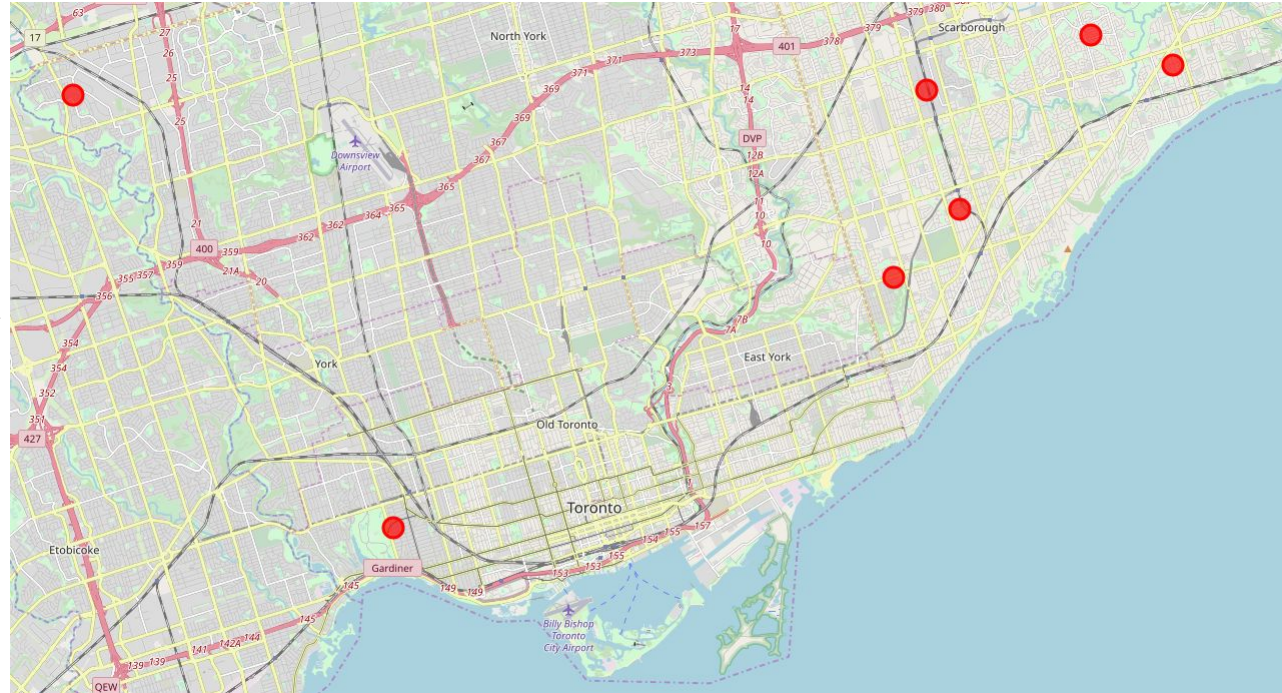 63
17
27
26
25
25
21
400
359
21A
20
359
357
355
356
354
354
352
351
427
North York
17
401
378
379
379
380
Scarborough
373
371
371
369
369
367
367
365
365
364
362
362
14
14
DVP
12B
12A
11
10
10
Downsview
Airport
7B
7A
East York
York
Old Toronto
Toronto
Etobicoke
Gardiner
145
145
144
142A
141
139
139
QEW
149
149
153
153
154
155
155
157
Billy Bishop
Toronto
City Airport